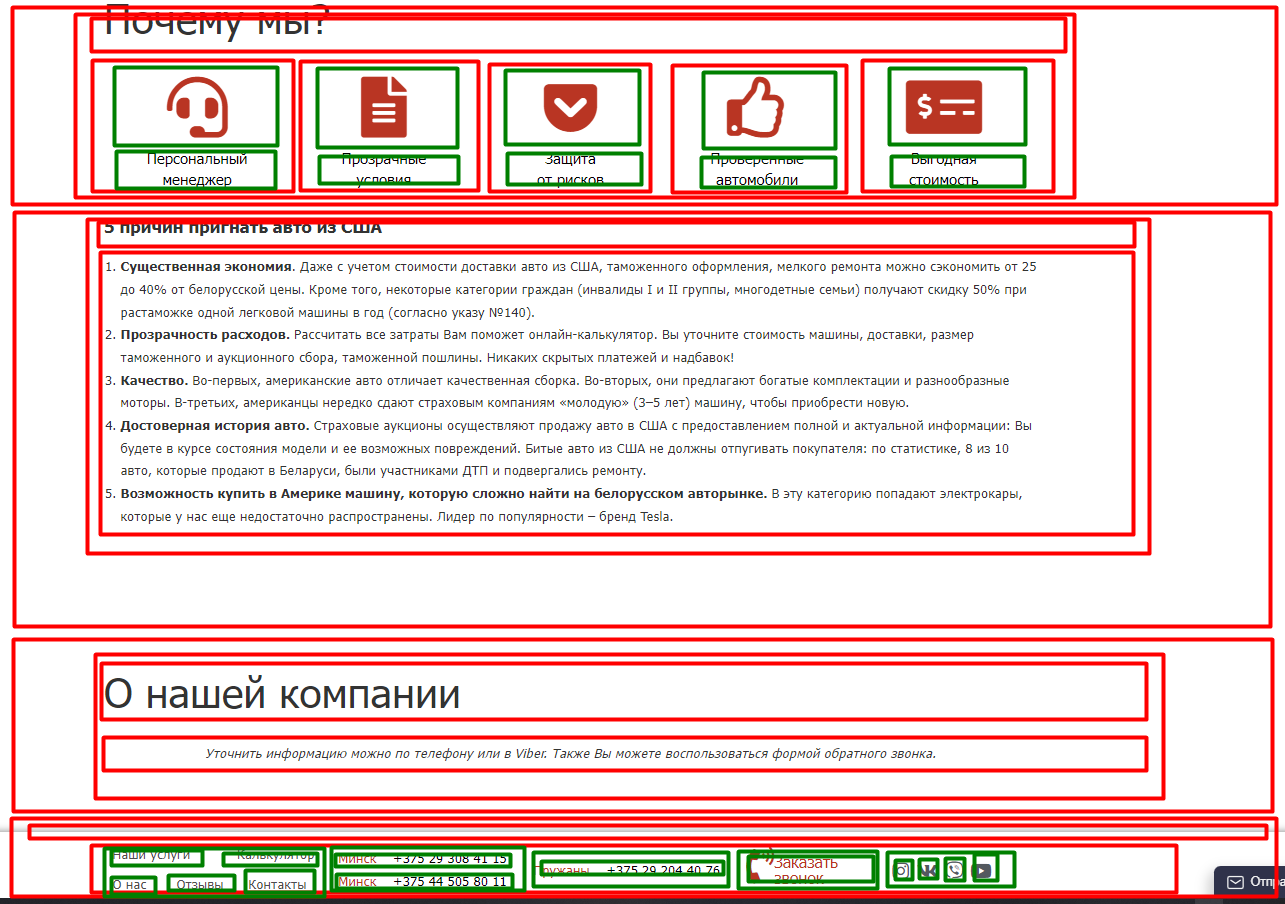 Почему мы?
Персональный
менеджер
Прозрачные
условия
Защита
от рисков
Проверенные
автомобили
Выгодная
стоимость
5 причин пригнать авто из США
1. Существенная экономия. Даже с учетом стоимости доставки авто из США, таможенного оформления, мелкого ремонта можно сэкономить от 25
до 40% от белорусской цены. Кроме того, некоторые категории граждан (инвалиды I и II группы, многодетные семьи) получают скидку 50% при
растаможке одной легковой машины в год (согласно указу №140).
2. Прозрачность расходов. Рассчитать все затраты Вам поможет онлайн-калькулятор. Вы уточните стоимость машины, доставки, размер
таможенного и аукционного сбора, таможенной пошлины. Никаких скрытых платежей и надбавок!
3. Качество. Во-первых, американские авто отличает качественная сборка. Во-вторых, они предлагают богатые комплектации и разнообразные
моторы. В-третьих, американцы нередко сдают страховым компаниям «молодую» (3–5 лет) машину, чтобы приобрести новую.
4. Достоверная история авто. Страховые аукционы осуществляют продажу авто в США с предоставлением полной и актуальной информации: Вы
будете в курсе состояния модели и ее возможных повреждений. Битые авто из США не должны отпугивать покупателя: по статистике, 8 из 10
авто, которые продают в Беларуси, были участниками ДТП и подвергались ремонту.
5. Возможность купить в Америке машину, которую сложно найти на белорусском авторынке. В эту категорию попадают электрокары,
которые у нас еще недостаточно распространены. Лидер по популярности – бренд Tesla.
О нашей компании
Уточнить информацию можно по телефону или в Viber. Также Вы можете воспользоваться формой обратного звонка.
Наши услуги Калькулятор
О нас Отзывы Контакты
Минск +375 29 308 41 15
Минск +375 44 505 80 11
Пружаны +375 29 204 40 76
Заказать
звонок
Отпра